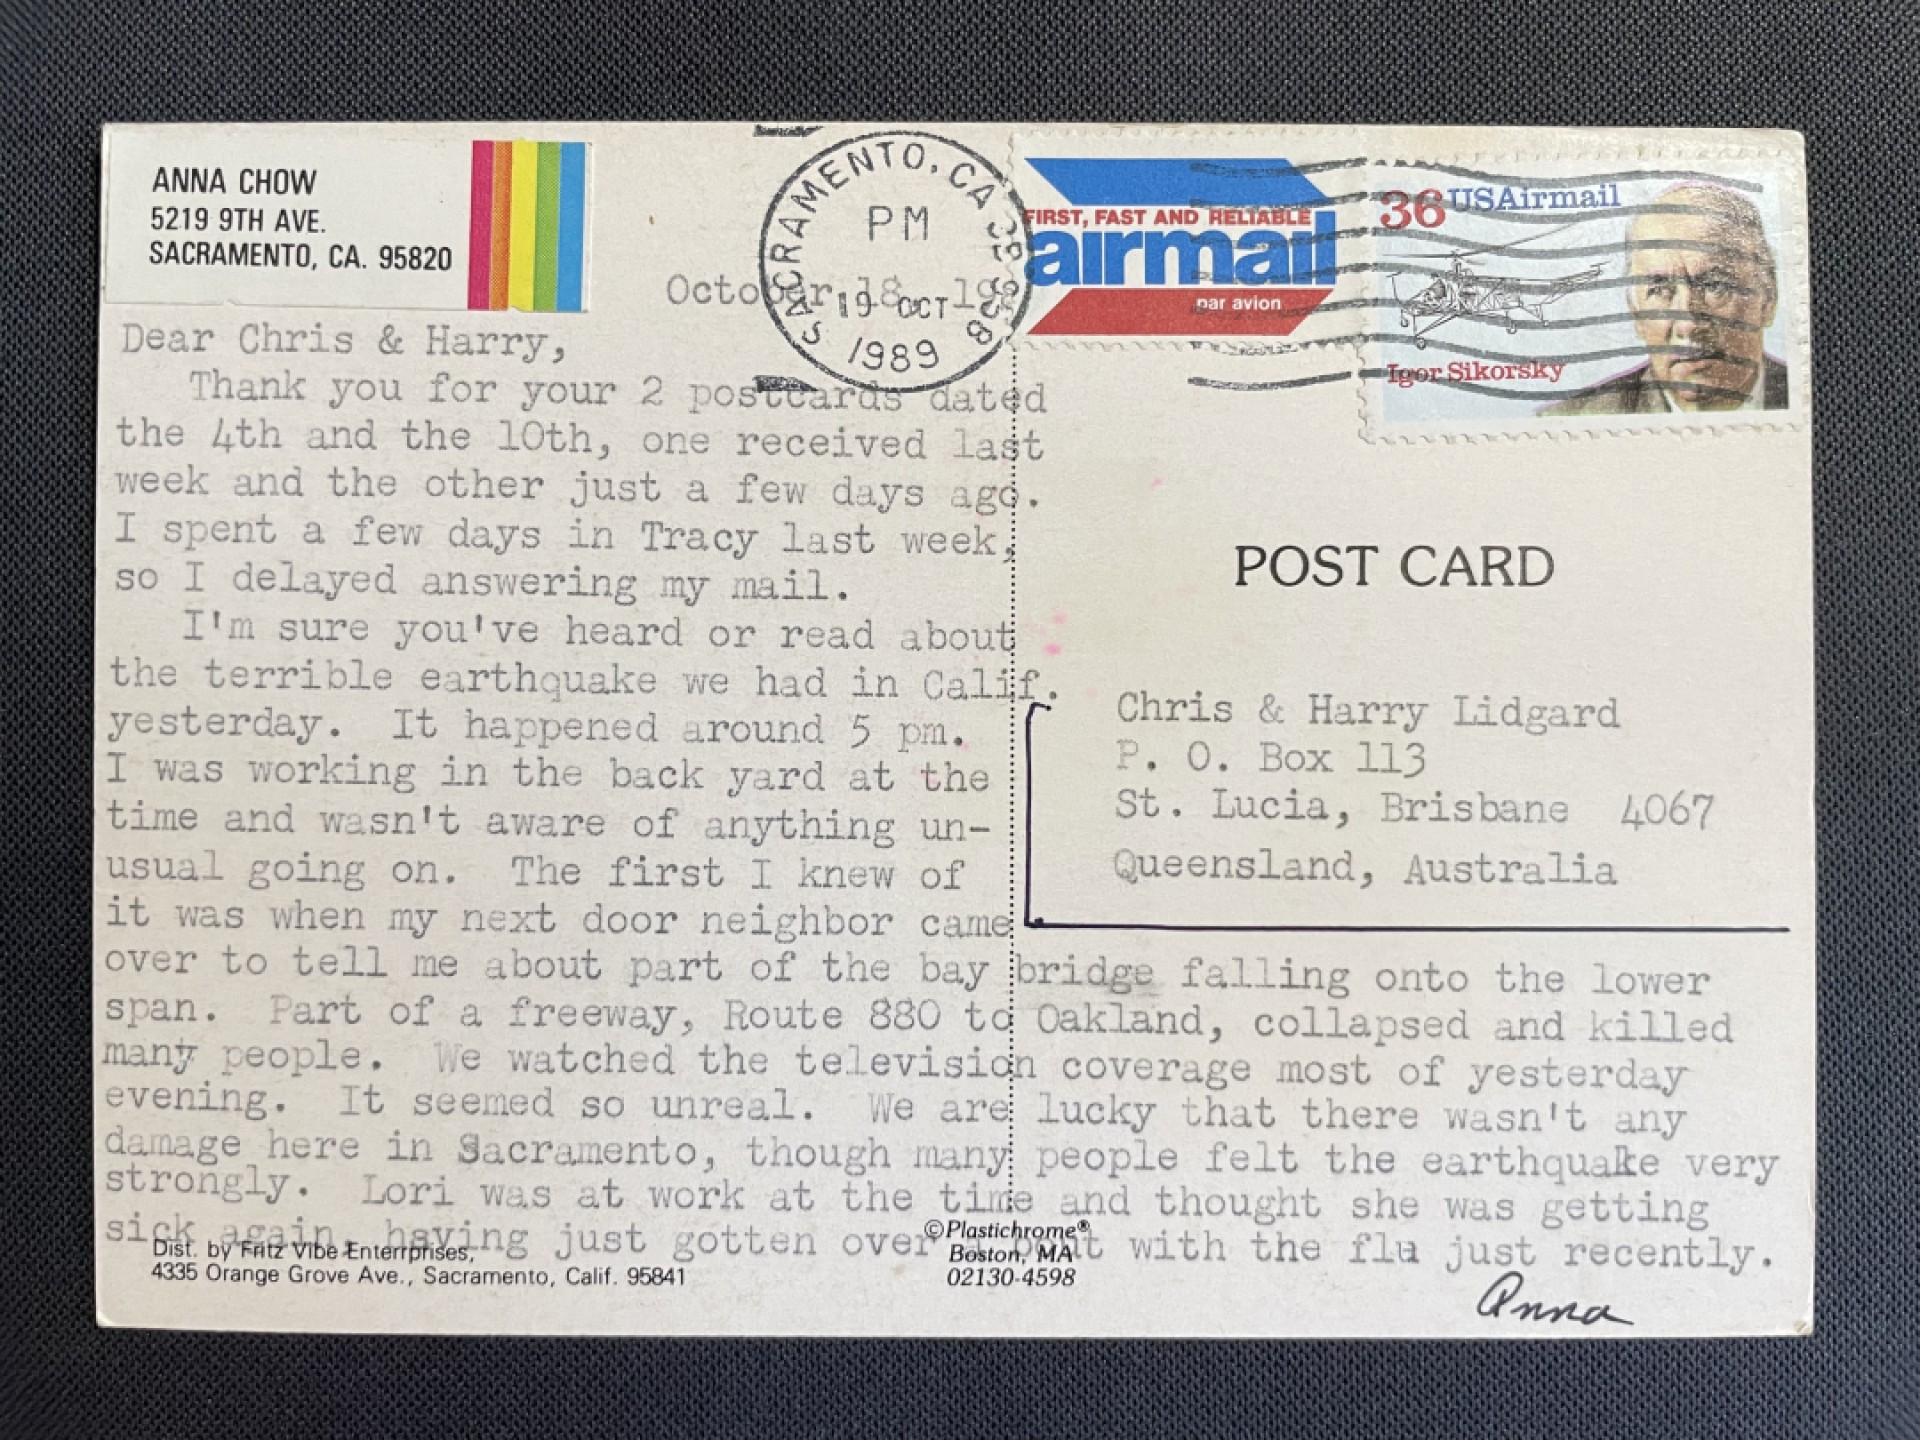 ANNA CHOW
5219 9TH AVE.
SACRAMENTO, CA. 95820
SACRAMENTO, CA
PM
19 OCT
1989
FIRST, FAST AND RELIABLE
airmail
par avion
36 USAirmail
Igor Sikorsky
October 18, 198
Dear Chris & Harry,
Thank you for your 2 postcards dated
the 4th and the 10th, one received last
week and the other just a few days ago.
I spent a few days in Tracy last week,
so I delayed answering my mail.
I'm sure you've heard or read about
the terrible earthquake we had in Calif.
yesterday. It happened around 5 pm.
I was working in the back yard at the
time and wasn't aware of anything un-
usual going on. The first I knew of
it was when my next door neighbor came
over to tell me about part of the bay bridge falling onto the lower
span. Part of a freeway, Route 880 to Oakland, collapsed and killed
many people. We watched the television coverage most of yesterday
evening. It seemed so unreal. We are lucky that there wasn't any
damage here in Sacramento, though many people felt the earthquake very
strongly. Lori was at work at the time and thought she was getting
sick again, having just gotten over a bout with the flu just recently.
Anna
POST CARD
Chris & Harry Lidgard
P. O. Box 113
St. Lucia, Brisbane 4067
Queensland, Australia
Dist. by Fritz Vibe Enterrprises,
4335 Orange Grove Ave., Sacramento, Calif. 95841
©Plastichrome®
Boston, MA
02130-4598